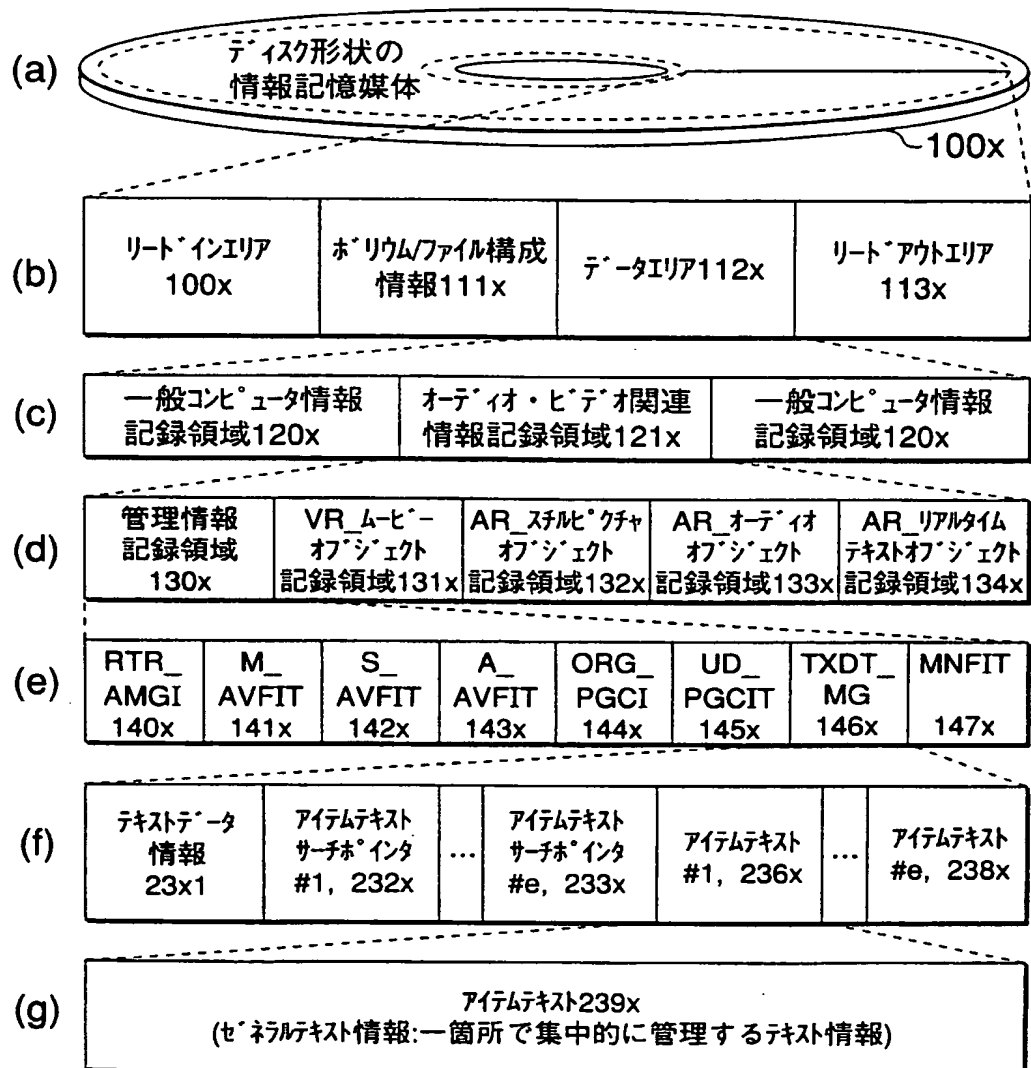 (a)
ディスク形状の
情報記憶媒体
100x
(b)
リードインエリア
100x
ボリウム/ファイル構成
情報111x
データエリア112x
リードアウトエリア
113x
(c)
一般コンピュータ情報
記録領域120x
オーディオ・ビデオ関連
情報記録領域121x
一般コンピュータ情報
記録領域120x
(d)
管理情報
記録領域
130x
VR_ムービー
オブジェクト
記録領域131x
AR_スチルピクチャ
オブジェクト
記録領域132x
AR_オーディオ
オブジェクト
記録領域133x
AR_リアルタイム
テキストオブジェクト
記録領域134x
(e)
RTR_
AMGI
140x
M_
AVFIT
141x
S_
AVFIT
142x
A_
AVFIT
143x
ORG_
PGCI
144x
UD_
PGCIT
145x
TXDT_
MG
146x
MNFIT
147x
(f)
テキストデータ
情報
23x1
アイテムテキスト
サーチポインタ
#1, 232x
...
アイテムテキスト
サーチポインタ
#e, 233x
アイテムテキスト
#1, 236x
...
アイテムテキスト
#e, 238x
(g)
アイテムテキスト239x
(ゼネラルテキスト情報:一箇所で集中的に管理するテキスト情報)